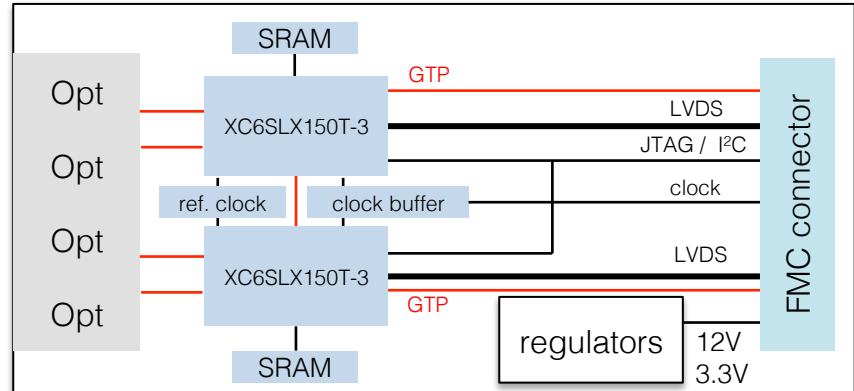 SRAM
Opt
GTP
XC6SLX150T-3
LVDS
JTAG / I²C
Opt
ref. clock
clock buffer
clock
FMC connector
Opt
LVDS
XC6SLX150T-3
GTP
Opt
regulators
12V
3.3V
SRAM